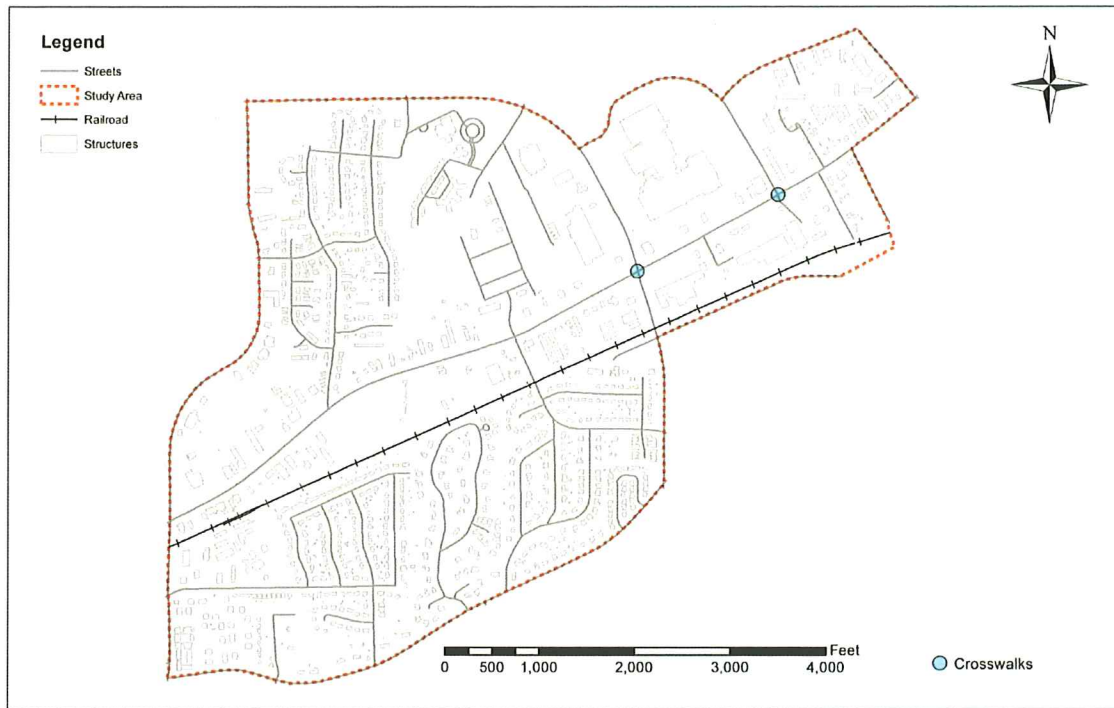 Legend
Streets
Study Area
Railroad
Structures
N
Feet
0 500 1,000 2,000 3,000 4,000
Crosswalks